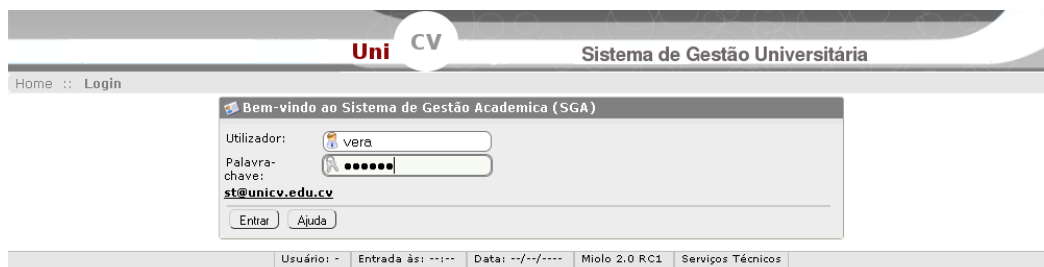 Uni CV Sistema de Gestão Universitária
Home :: Login
Bem-vindo ao Sistema de Gestão Academica (SGA)
Utilizador: vera
Palavra-
chave: ••••••
st@unicv.edu.cv
Entrar Ajuda
Usuário: - Entrada às: --:-- Data: --/--/---- Miolo 2.0 RC1 Serviços Técnicos